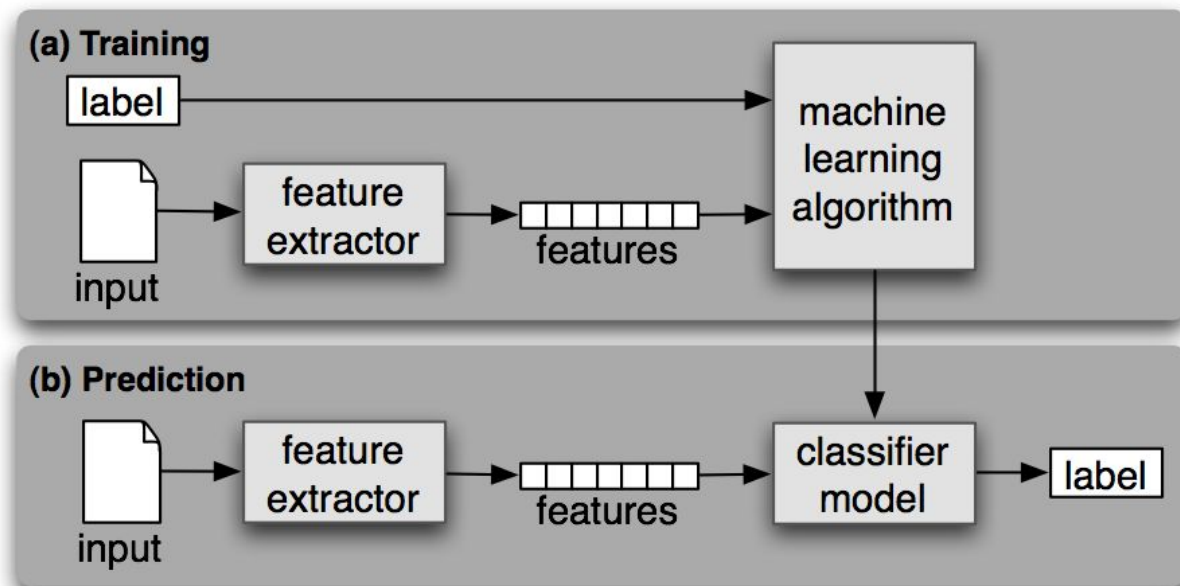 (a) Training
label
machine
learning
algorithm
feature
extractor
features
input
(b) Prediction
feature
extractor
features
classifier
model
label
input